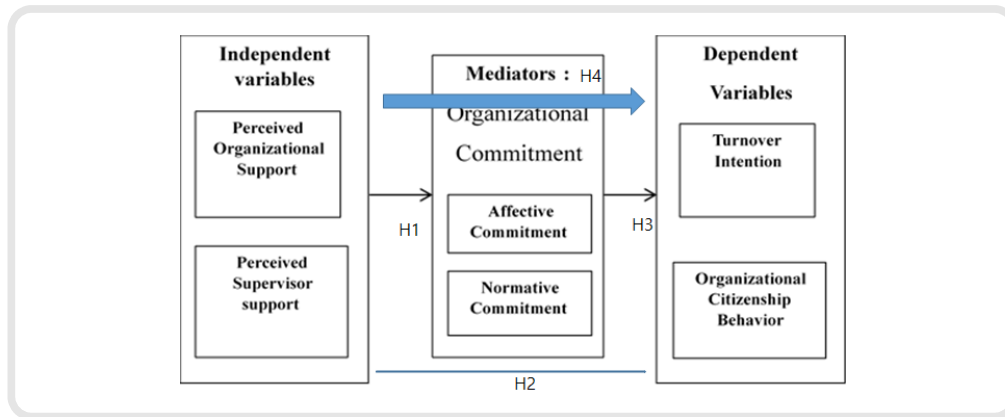 Independent
variables
Perceived
Organizational
Support
Perceived
Supervisor
support
H1
Mediators : H4
Organizational
Commitment
Affective
Commitment
Normative
Commitment
H3
H2
Dependent
Variables
Turnover
Intention
Organizational
Citizenship
Behavior